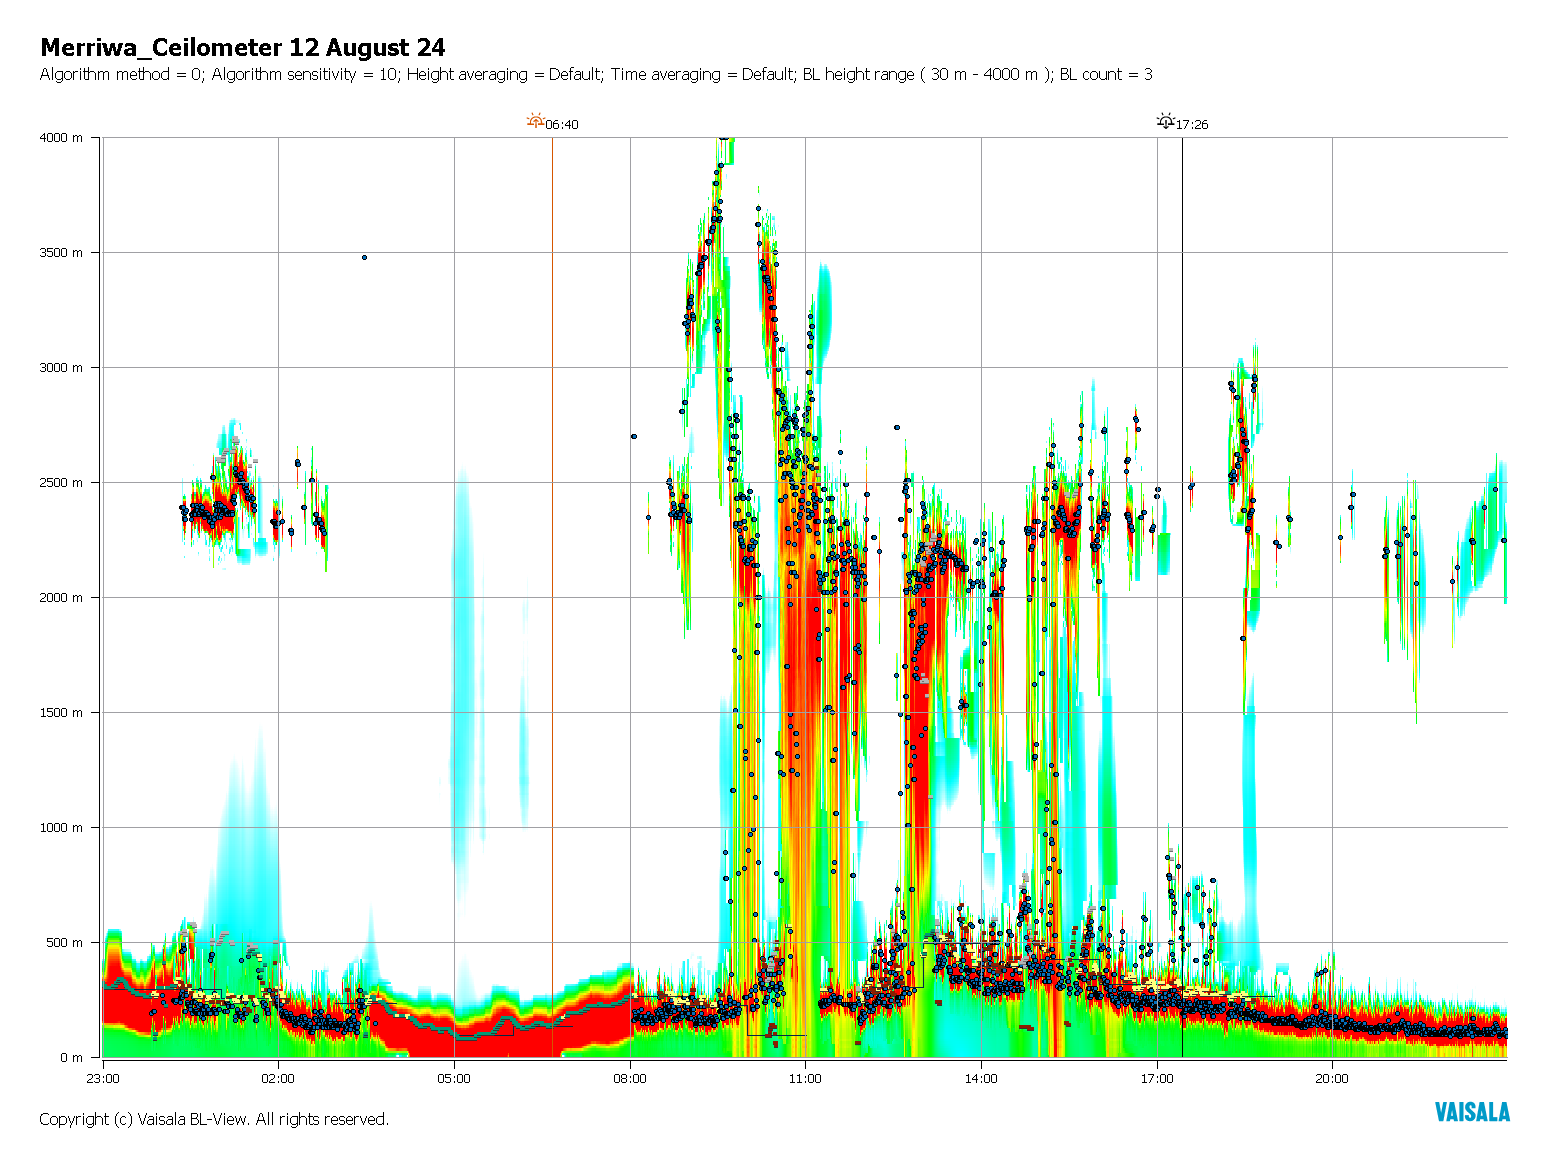 Merriwa_Ceilometer 12 August 24
Algorithm method = 0; Algorithm sensitivity = 10; Height averaging = Default; Time averaging = Default; BL height range ( 30 m - 4000 m ); BL count = 3
06:40
17:26
4000 m
3500 m
3000 m
2500 m
2000 m
1500 m
1000 m
500 m
0 m
23:00 02:00 05:00 08:00 11:00 14:00 17:00 20:00
Copyright (c) Vaisala BL-View. All rights reserved.
VAISALA